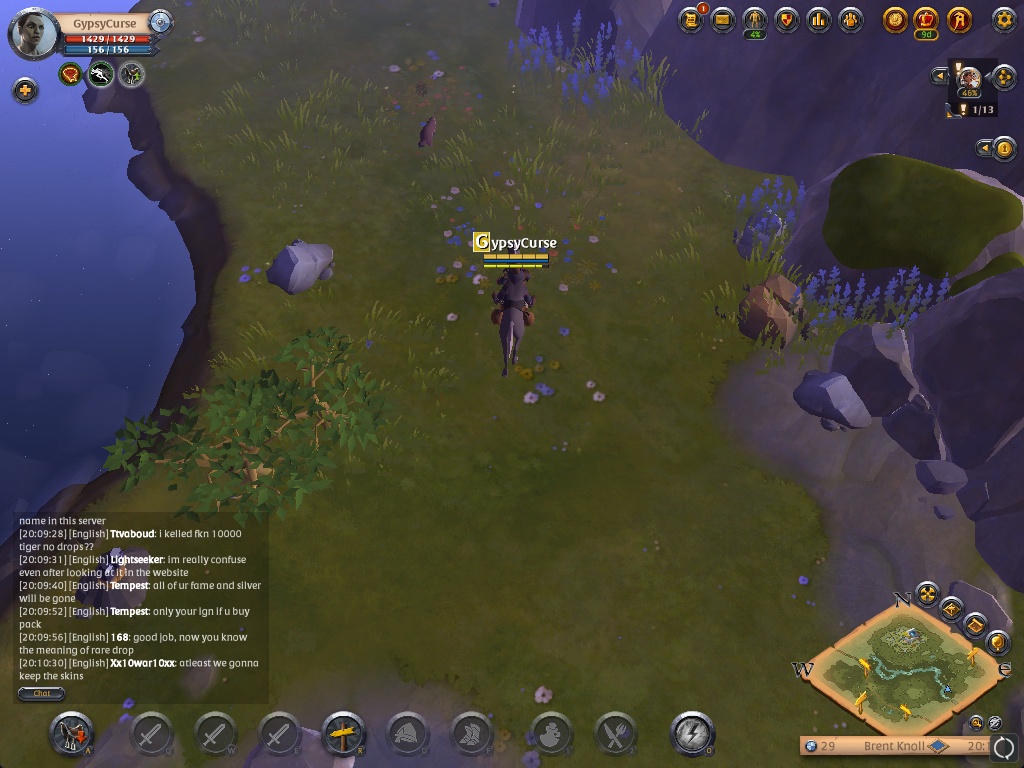 GypsyCurse
1429 / 1429
156 / 156
1
4%
9d
46%
1/13
1
GypsyCurse
name in this server
[20:09:28] [English] Ttvaboud: i kelled fkn 10000
tiger no drops??
[20:09:31] [English] Lightseeker: im really confuse
even after looking at it in the website
[20:09:40] [English] Tempest: all of ur fame and silver
will be gone
[20:09:52] [English] Tempest: only your ign if u buy
pack
[20:09:56] [English] 168: good job, now you know
the meaning of rare drop
[20:10:30] [English] Xx10war10xx: atleast we gonna
keep the skins
Chat
N
W
E
A
Q
W
E
R
29
Brent Knoll
20: